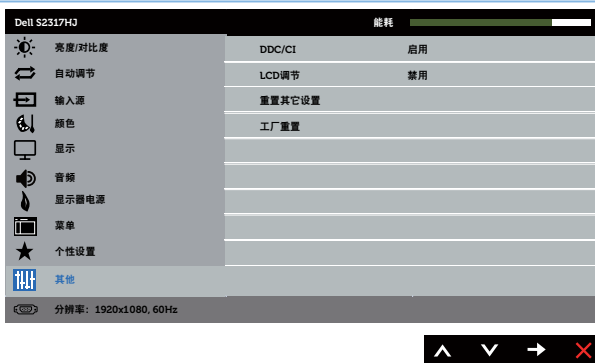 Dell S2317HJ 能耗
亮度/对比度
DDC/CI 启用
自动调节
LCD调节 禁用
输入源
重置其它设置
颜色
工厂重置
显示
音频
显示器电源
菜单
个性设置
其他
分辨率: 1920x1080, 60Hz